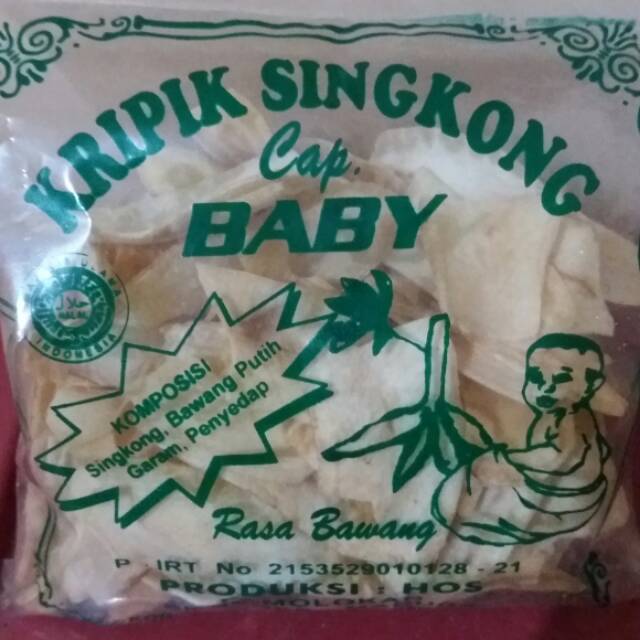 KRIPIK SINGKONG
Cap.
BABY
HALAL
INDONESIA
KOMPOSISI
Singkong, Bawang Putih
Garam, Penyedap
Rasa Bawang
P - IRT No 2153529010128 - 21
PRODUKSI : HOS